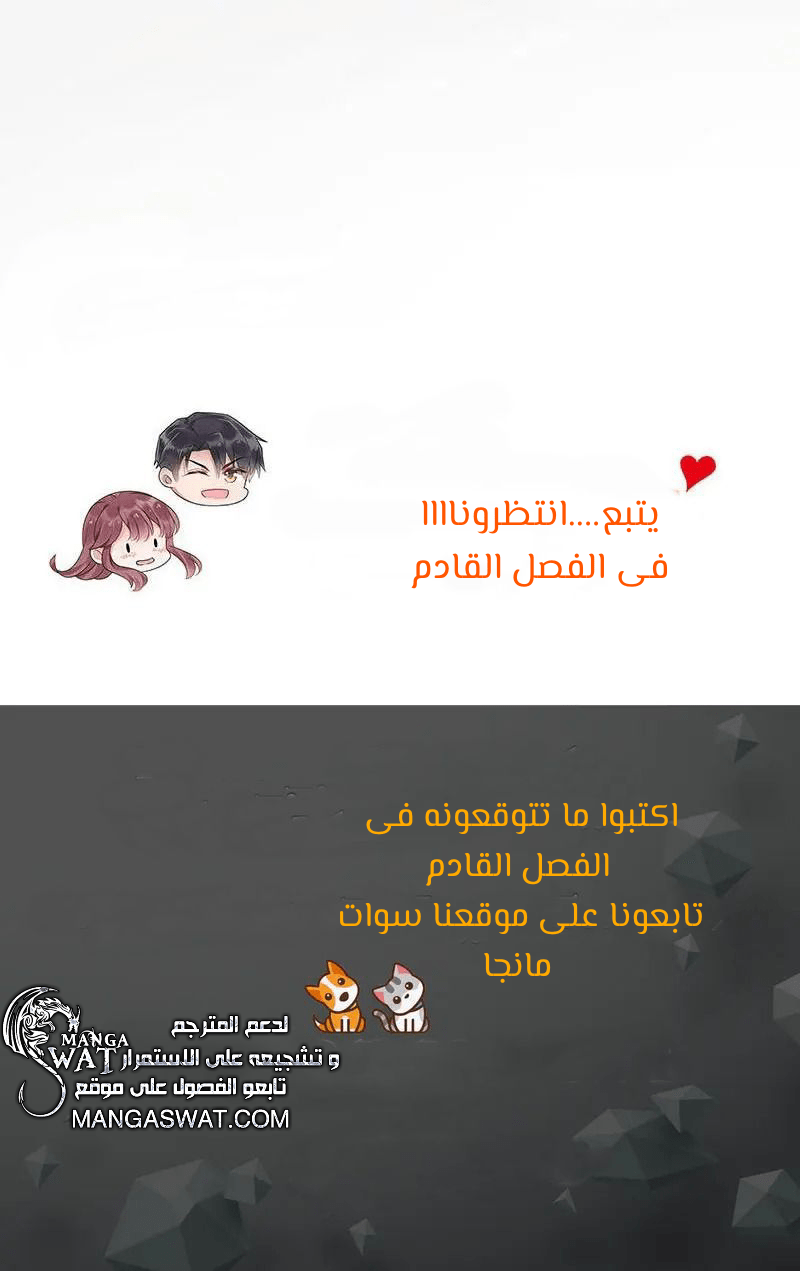 يتبع....انتظروناااا
فى الفصل القادم
اكتبوا ما تتوقعونه فى
الفصل القادم
تابعونا على موقعنا سوات
مانجا
لدعم المترجم
و تشجيعه على الاستمرار
تابعو الفصول على موقع
MANGASWAT.COM
MANGA
SWAT